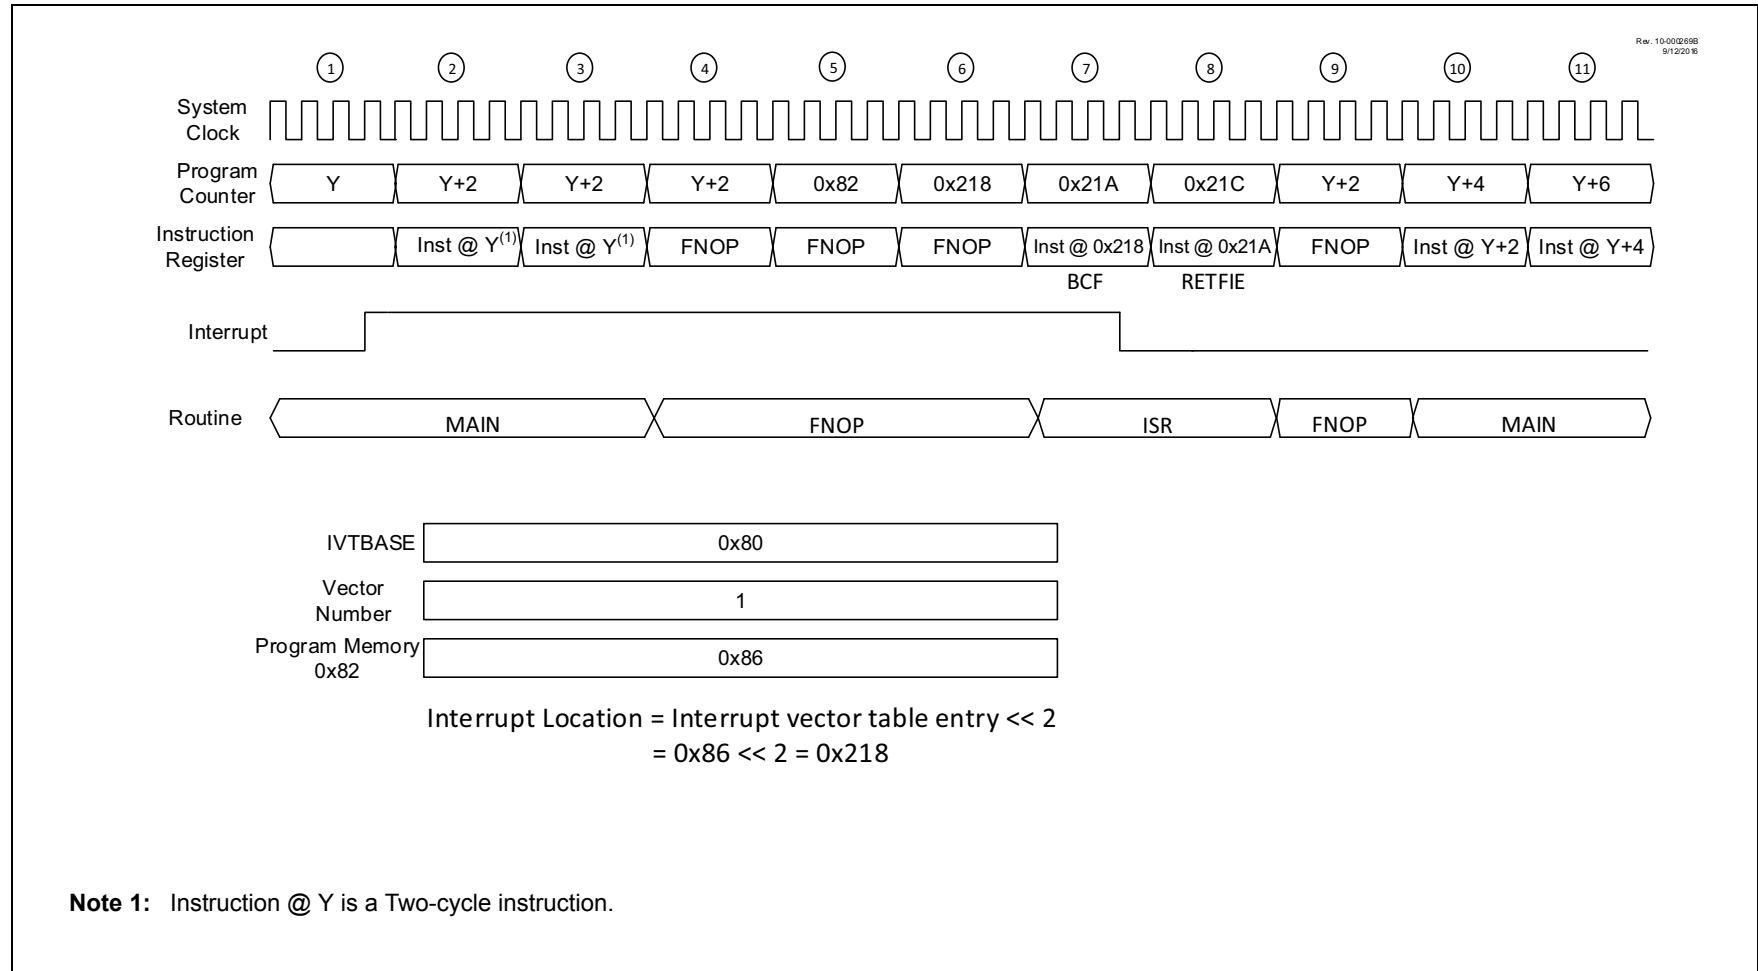 Rev. 10-000269B
9/12/2016
1 2 3 4 5 6 7 8 9 10 11
System
Clock
Program
Counter
Y Y+2 Y+2 Y+2 0x82 0x218 0x21A 0x21C Y+2 Y+4 Y+6
Instruction
Register
Inst @ Y(1) Inst @ Y(1) FNOP FNOP FNOP Inst @ 0x218 Inst @ 0x21A FNOP Inst @ Y+2 Inst @ Y+4
BCF RETFIE
Interrupt
Routine MAIN FNOP ISR FNOP MAIN
IVTBASE 0x80
Vector
Number
1
Program Memory
0x82
0x86
Interrupt Location = Interrupt vector table entry << 2
= 0x86 << 2 = 0x218
Note 1: Instruction @ Y is a Two-cycle instruction.